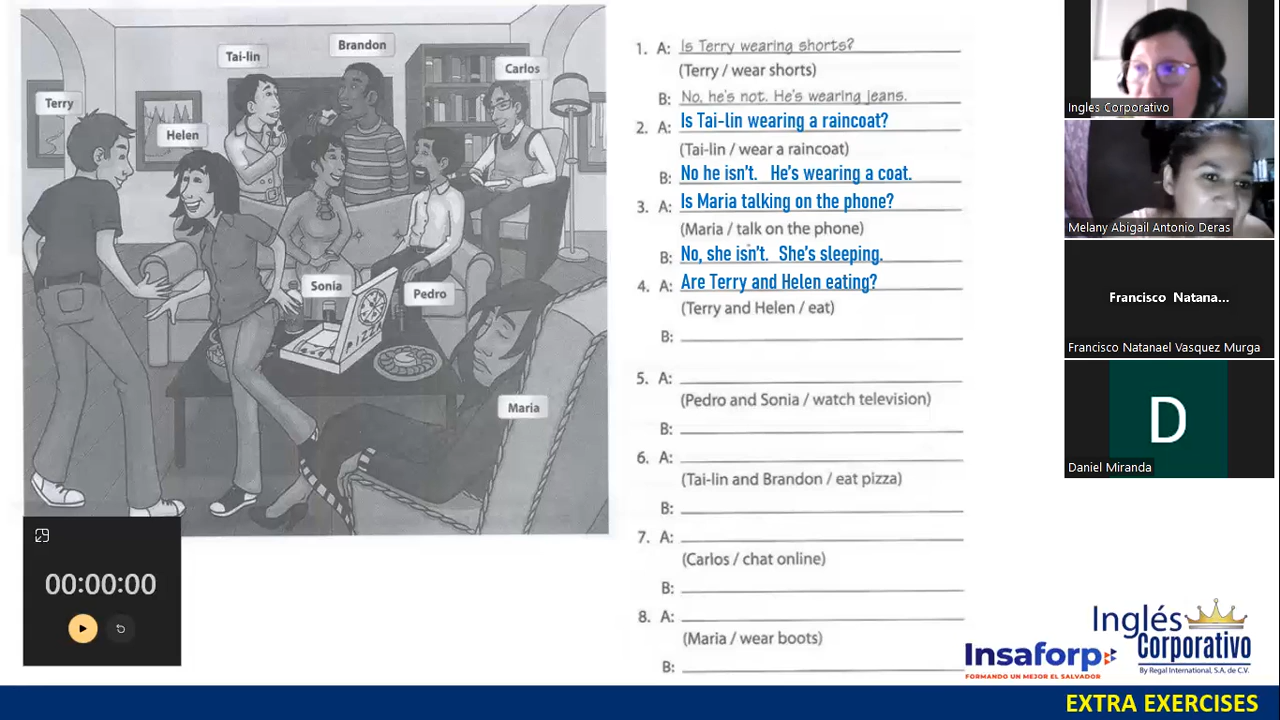 Tai-lin
Brandon
Carlos
Terry
Helen
Sonia
Pedro
Maria
PIZZA
1. A: Is Terry wearing shorts?
(Terry / wear shorts)
B: No, he's not. He's wearing jeans.
2. A: Is Tai-lin wearing a raincoat?
(Tai-lin / wear a raincoat)
B: No he isn't. He's wearing a coat.
3. A: Is Maria talking on the phone?
(Maria / talk on the phone)
B: No, she isn't. She's sleeping.
4. A: Are Terry and Helen eating?
(Terry and Helen / eat)
B:
5. A:
(Pedro and Sonia / watch television)
B:
6. A:
(Tai-lin and Brandon / eat pizza)
B:
7. A:
(Carlos / chat online)
B:
8. A:
(Maria / wear boots)
B:
00:00:00
Insaforp
FORMANDO UN MEJOR EL SALVADOR
Inglés
Corporativo
By Regal International, S.A. de C.V.
EXTRA EXERCISES
Ingles Corporativo
Melany Abigail Antonio Deras
Francisco Natana...
Francisco Natanael Vasquez Murga
D
Daniel Miranda